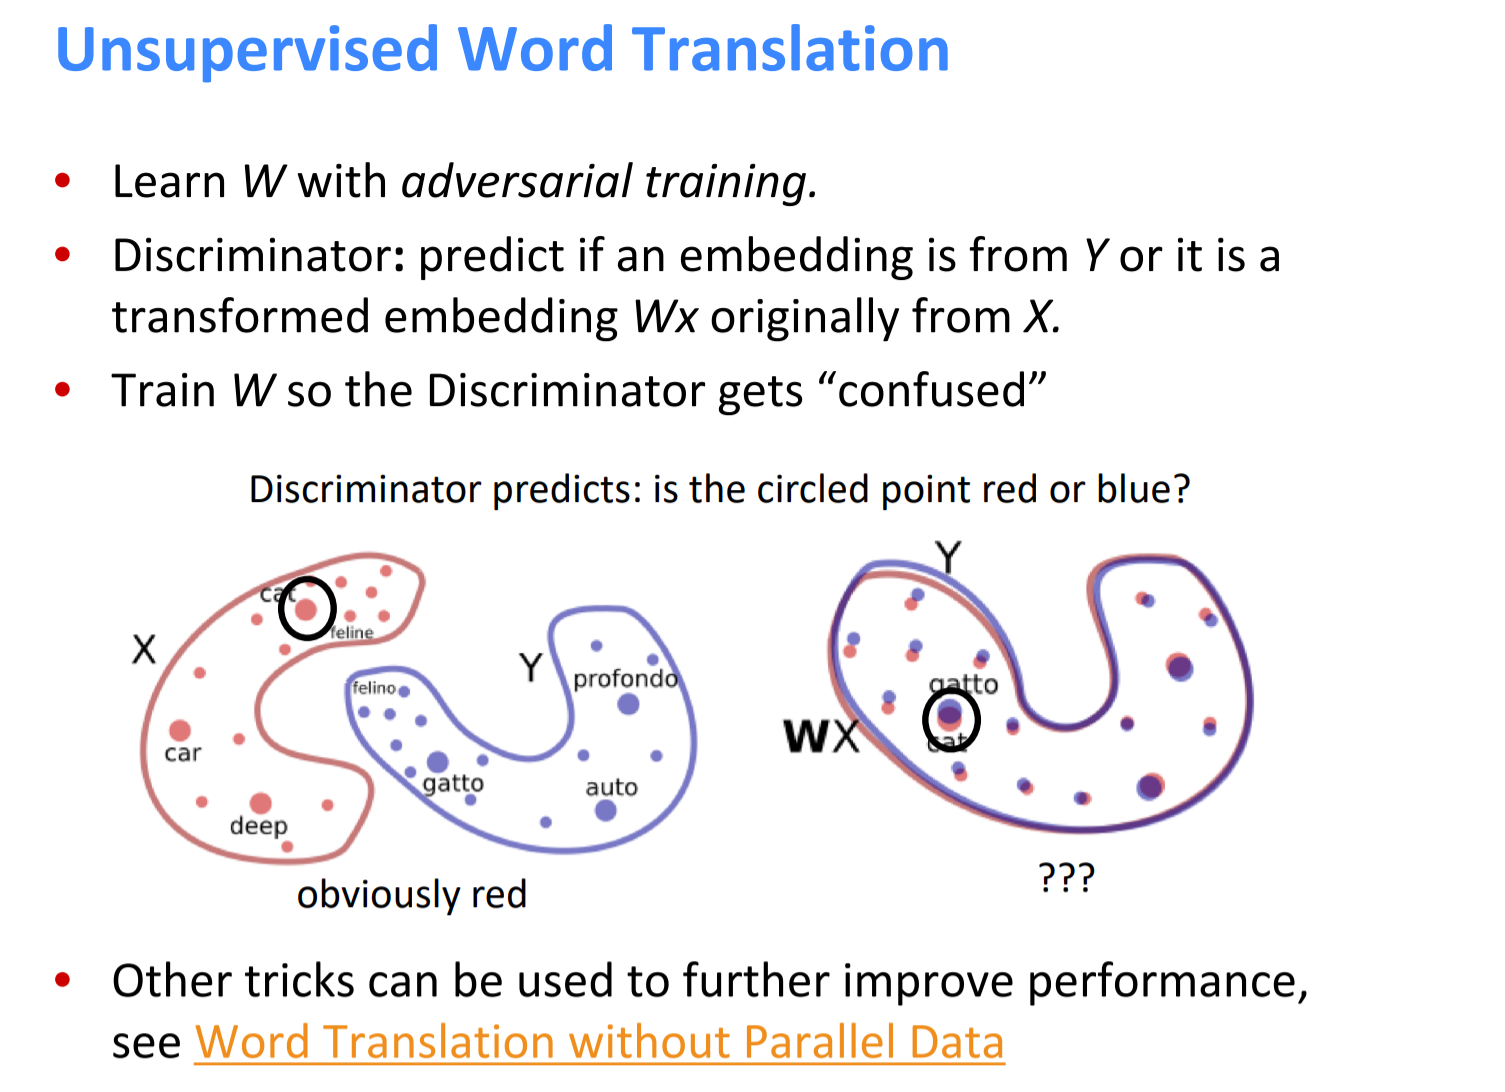 Unsupervised Word Translation
• Learn W with adversarial training.
• Discriminator: predict if an embedding is from Y or it is a
transformed embedding Wx originally from X.
• Train W so the Discriminator gets “confused”
Discriminator predicts: is the circled point red or blue?
X
cat
feline
car
deep
Y
felino
profondo
gatto
auto
obviously red
Y
WX
gatto
cat
???
• Other tricks can be used to further improve performance,
see Word Translation without Parallel Data